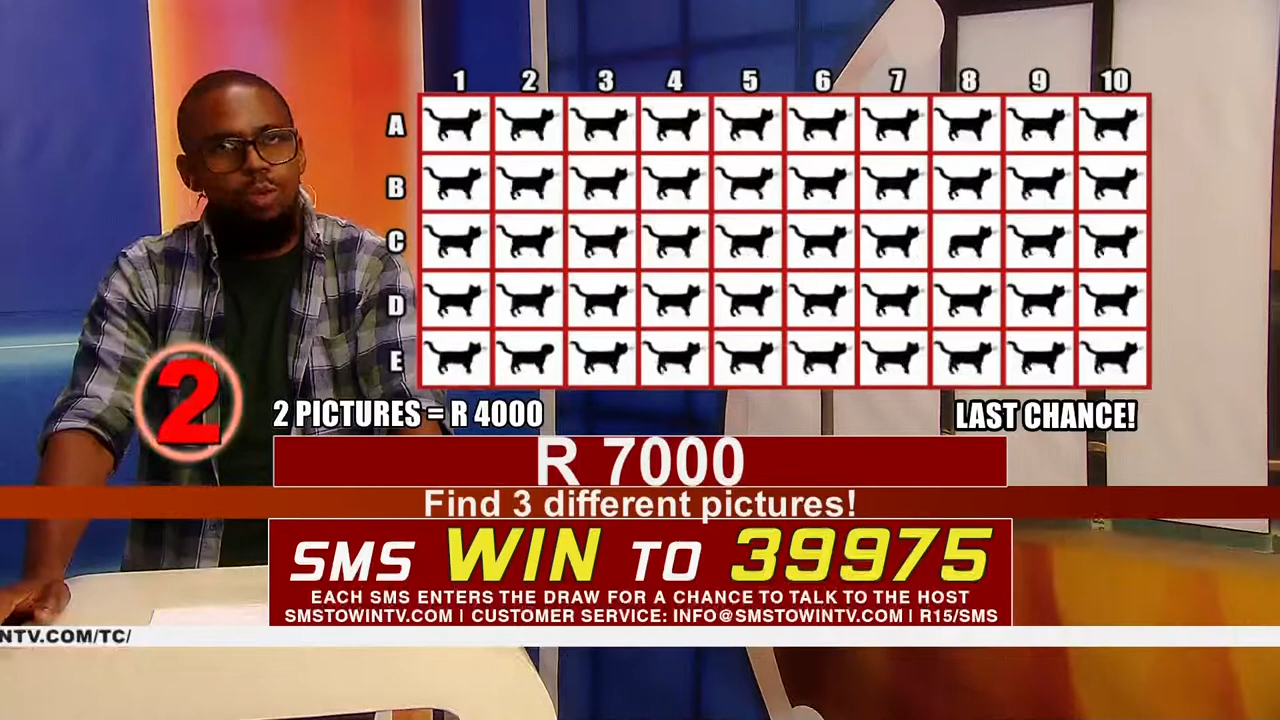 1 2 3 4 5 6 7 8 9 10
A
B
C
D
E
2
2 PICTURES = R 4000
LAST CHANCE!
R 7000
Find 3 different pictures!
SMS WIN TO 39975
EACH SMS ENTERS THE DRAW FOR A CHANCE TO TALK TO THE HOST
SMSTOWINTV.COM | CUSTOMER SERVICE: INFO@SMSTOWINTV.COM | R15/SMS
NTV.COM/TC/